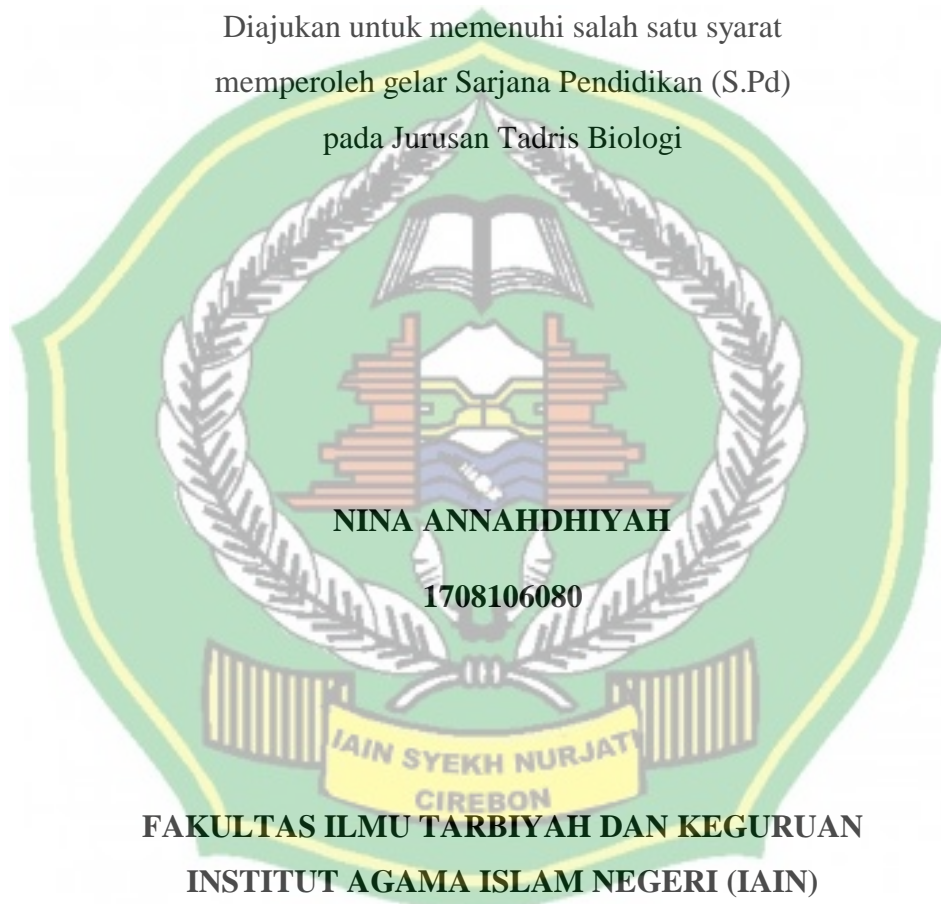 Diajukan untuk memenuhi salah satu syarat
memperoleh gelar Sarjana Pendidikan (S.Pd)
pada Jurusan Tadris Biologi
NINA ANNAHDHIYAH
1708106080
IAIN SYEKH NURJATI
CIREBON
FAKULTAS ILMU TARBIYAH DAN KEGURUAN
INSTITUT AGAMA ISLAM NEGERI (IAIN)